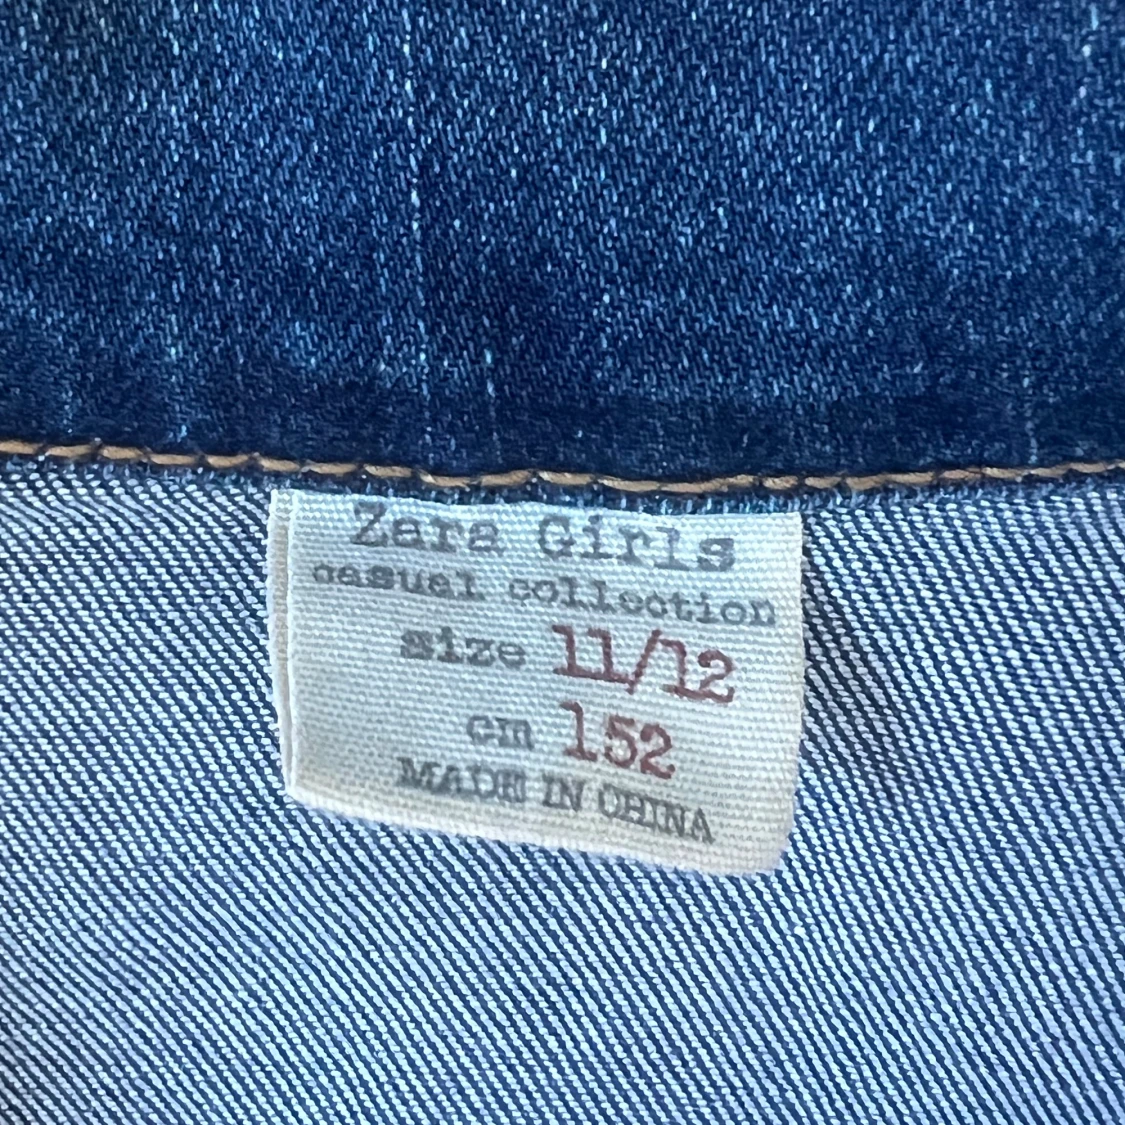 Zara Girls
casual collection
size 11/12
cm 152
MADE IN CHINA